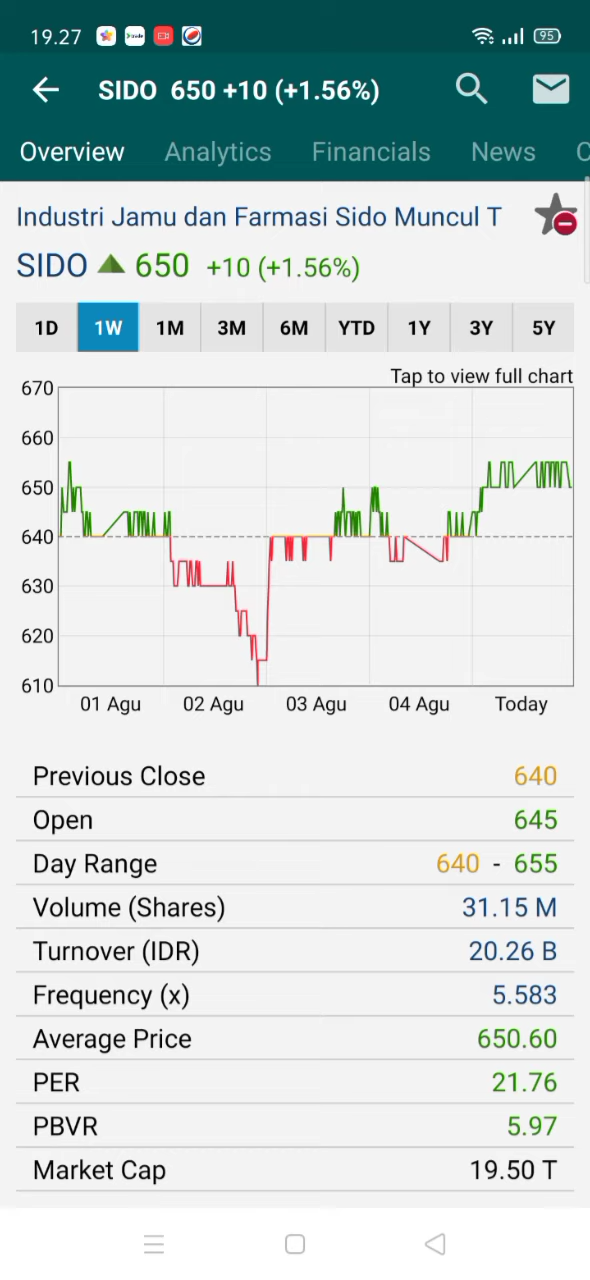 19.27
95
SIDO 650 +10 (+1.56%)
Overview Analytics Financials News
Industri Jamu dan Farmasi Sido Muncul T
SIDO 650 +10 (+1.56%)
1D 1W 1M 3M 6M YTD 1Y 3Y 5Y
Tap to view full chart
670
660
650
640
630
620
610
01 Agu 02 Agu 03 Agu 04 Agu Today
Previous Close 640
Open 645
Day Range 640 - 655
Volume (Shares) 31.15 M
Turnover (IDR) 20.26 B
Frequency (x) 5.583
Average Price 650.60
PER 21.76
PBVR 5.97
Market Cap 19.50 T